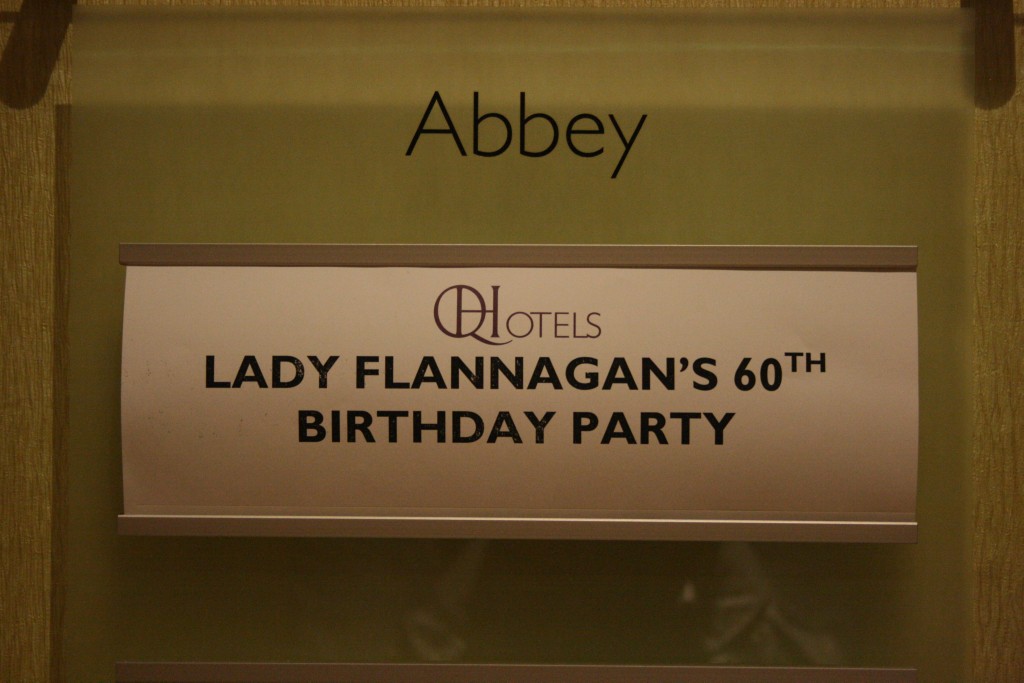 Abbey
QHOTELS
LADY FLANNAGAN'S 60TH
BIRTHDAY PARTY